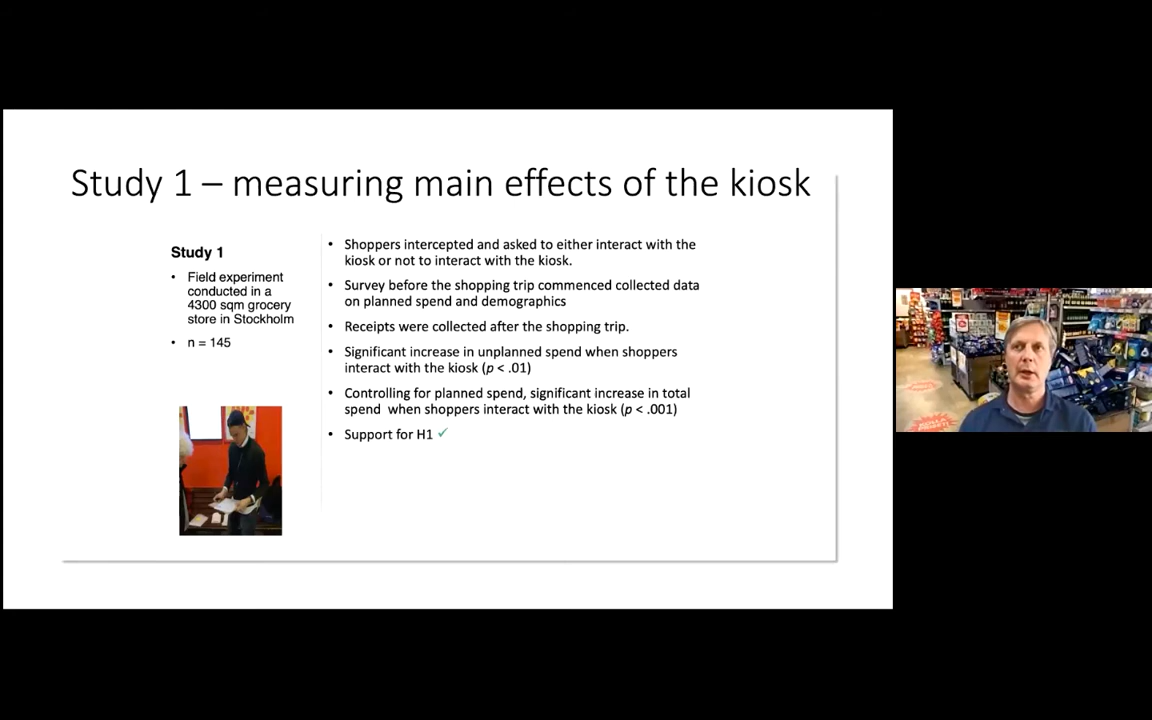 Study 1 – measuring main effects of the kiosk
Study 1
• Field experiment
conducted in a
4300 sqm grocery
store in Stockholm
• n = 145
• Shoppers intercepted and asked to either interact with the
kiosk or not to interact with the kiosk.
• Survey before the shopping trip commenced collected data
on planned spend and demographics
• Receipts were collected after the shopping trip.
• Significant increase in unplanned spend when shoppers
interact with the kiosk (p < .01)
• Controlling for planned spend, significant increase in total
spend  when shoppers interact with the kiosk (p < .001)
• Support for H1 ✓